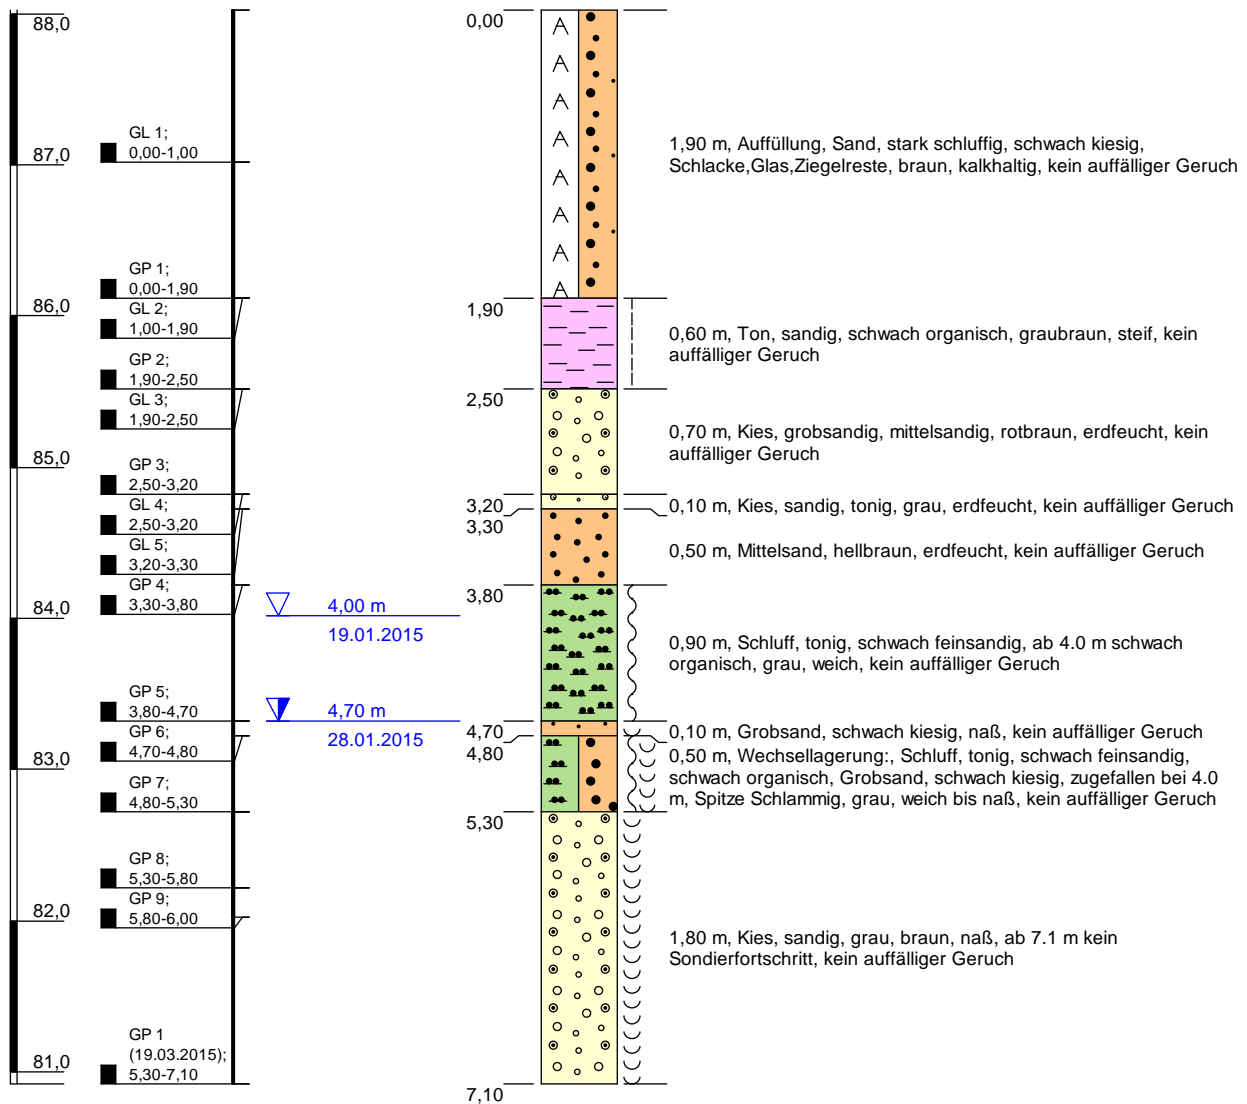 88,0
87,0
86,0
85,0
84,0
83,0
82,0
81,0
GL 1;
0,00-1,00
GP 1;
0,00-1,90
GL 2;
1,00-1,90
GP 2;
1,90-2,50
GL 3;
1,90-2,50
GP 3;
2,50-3,20
GL 4;
2,50-3,20
GL 5;
3,20-3,30
GP 4;
3,30-3,80
GP 5;
3,80-4,70
GP 6;
4,70-4,80
GP 7;
4,80-5,30
GP 8;
5,30-5,80
GP 9;
5,80-6,00
GP 1
(19.03.2015);
5,30-7,10
4,00 m
19.01.2015
4,70 m
28.01.2015
0,00
1,90
2,50
3,20
3,30
3,80
4,70
4,80
5,30
7,10
A
A
A
A
A
A
A
A
1,90 m, Auffüllung, Sand, stark schluffig, schwach kiesig,
Schlacke,Glas,Ziegelreste, braun, kalkhaltig, kein auffälliger Geruch
0,60 m, Ton, sandig, schwach organisch, graubraun, steif, kein
auffälliger Geruch
0,70 m, Kies, grobsandig, mittelsandig, rotbraun, erdfeucht, kein
auffälliger Geruch
0,10 m, Kies, sandig, tonig, grau, erdfeucht, kein auffälliger Geruch
0,50 m, Mittelsand, hellbraun, erdfeucht, kein auffälliger Geruch
0,90 m, Schluff, tonig, schwach feinsandig, ab 4.0 m schwach
organisch, grau, weich, kein auffälliger Geruch
0,10 m, Grobsand, schwach kiesig, naß, kein auffälliger Geruch
0,50 m, Wechsellagerung:, Schluff, tonig, schwach feinsandig,
schwach organisch, Grobsand, schwach kiesig, zugefallen bei 4.0
m, Spitze Schlammig, grau, weich bis naß, kein auffälliger Geruch
1,80 m, Kies, sandig, grau, braun, naß, ab 7.1 m kein
Sondierfortschritt, kein auffälliger Geruch